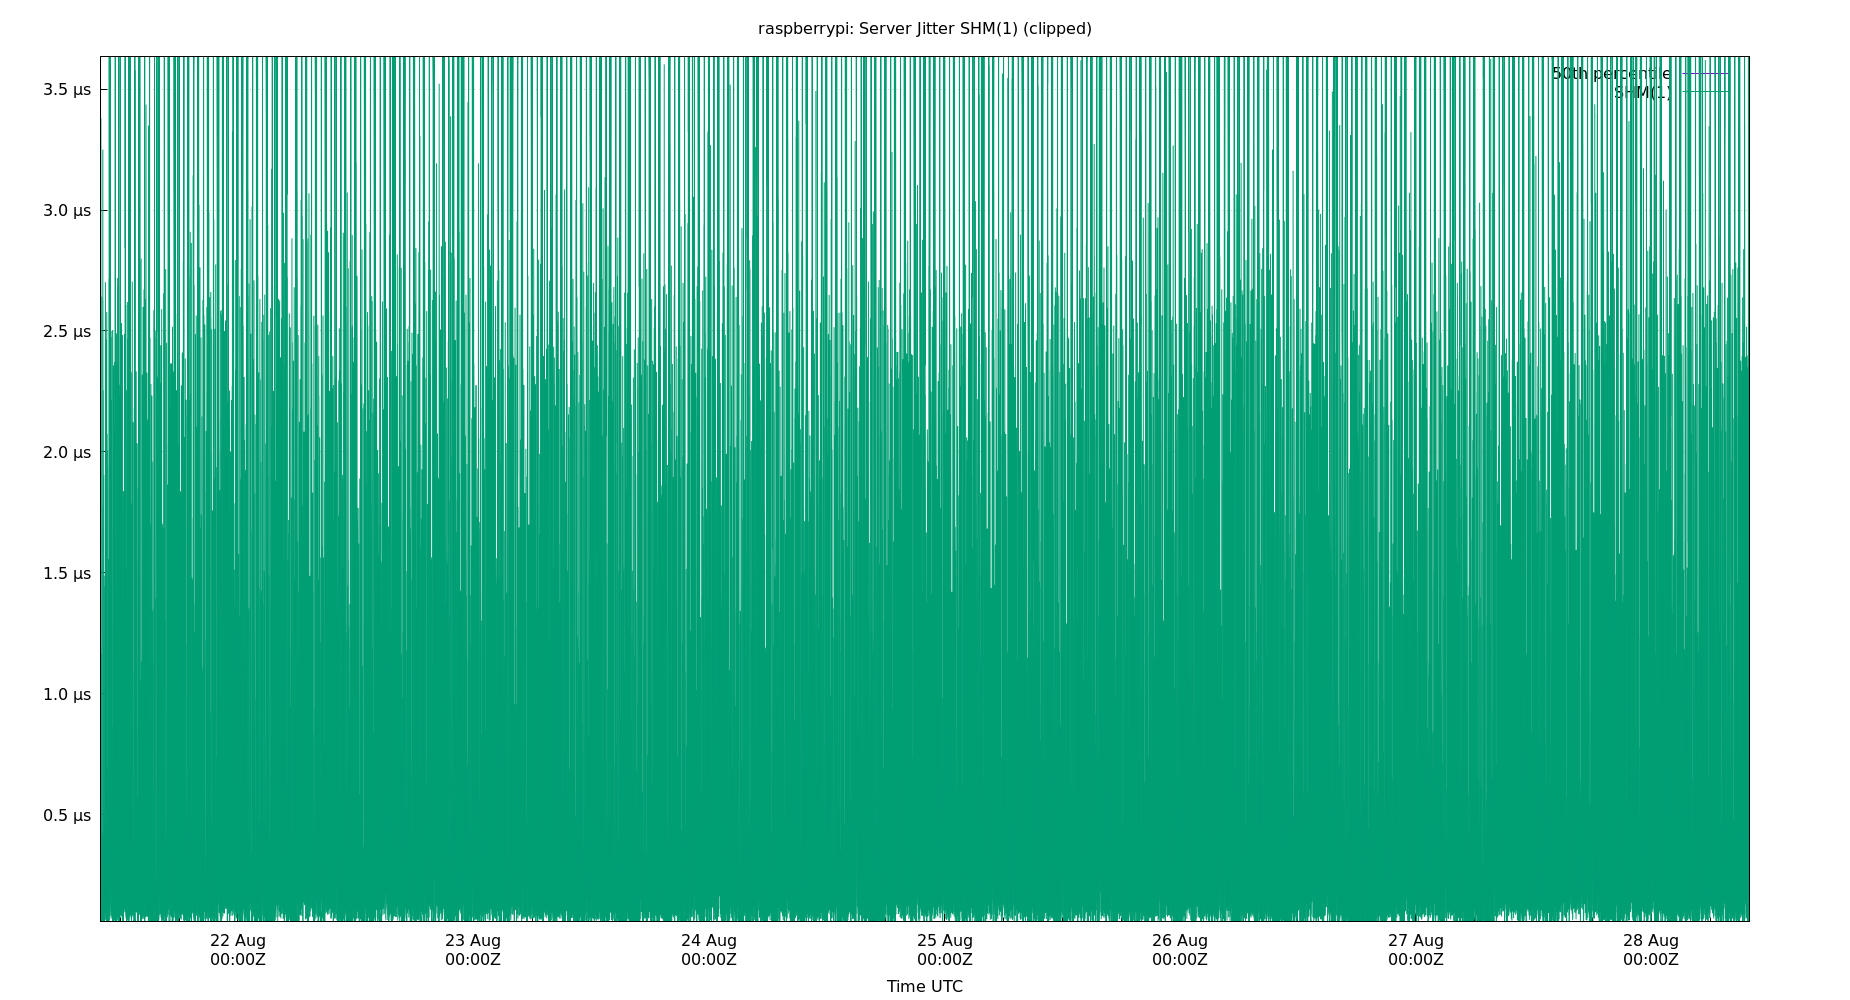 raspberrypi: Server Jitter SHM(1) (clipped)
50th percentile
SHM(1)
3.5 μs
3.0 μs
2.5 μs
2.0 μs
1.5 μs
1.0 μs
0.5 μs
22 Aug 23 Aug 24 Aug 25 Aug 26 Aug 27 Aug 28 Aug
00:00Z 00:00Z 00:00Z 00:00Z 00:00Z 00:00Z 00:00Z
Time UTC